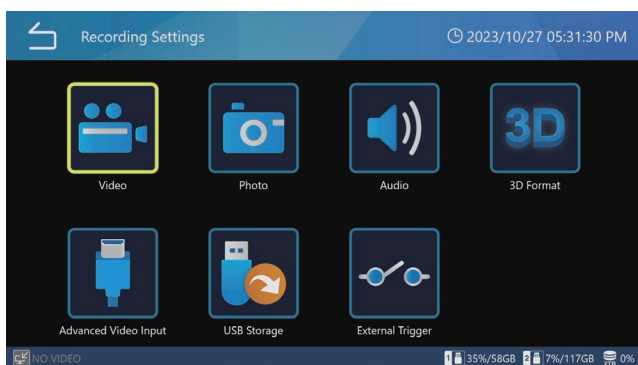 Recording Settings
2023/10/27 05:31:30 PM
3D
Video
Photo
Audio
3D Format
Advanced Video Input
USB Storage
External Trigger
NO VIDEO
1 35%/58GB 2 7%/117GB 2TB 0%